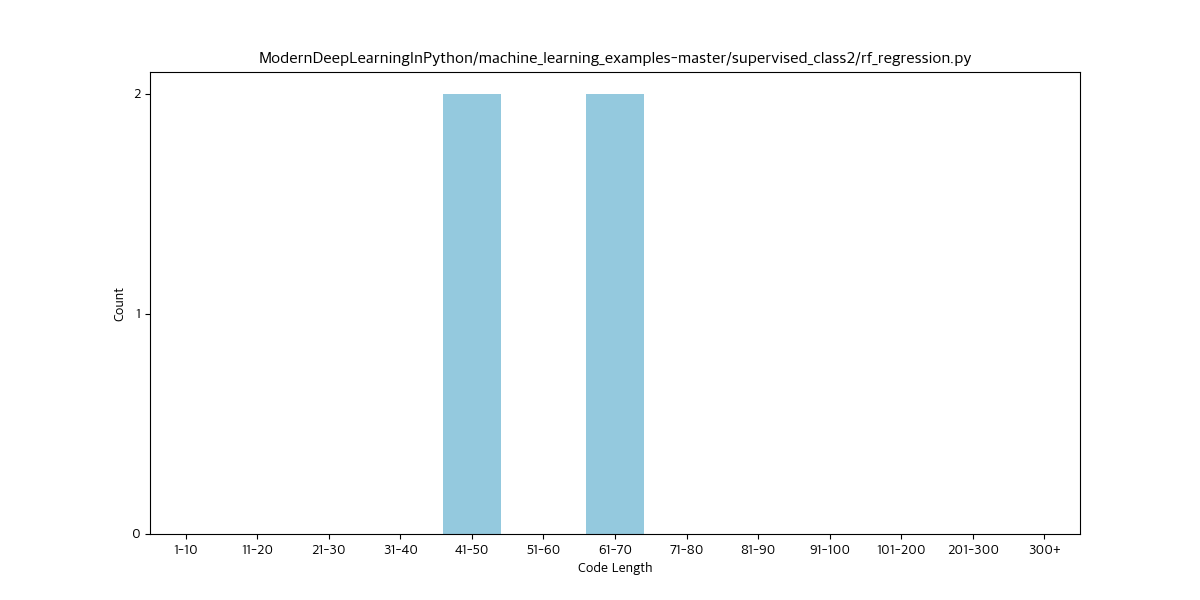 ModernDeepLearningInPython/machine_learning_examples-master/supervised_class2/rf_regression.py
2
1
0
Count
1-10 11-20 21-30 31-40 41-50 51-60 61-70 71-80 81-90 91-100 101-200 201-300 300+
Code Length